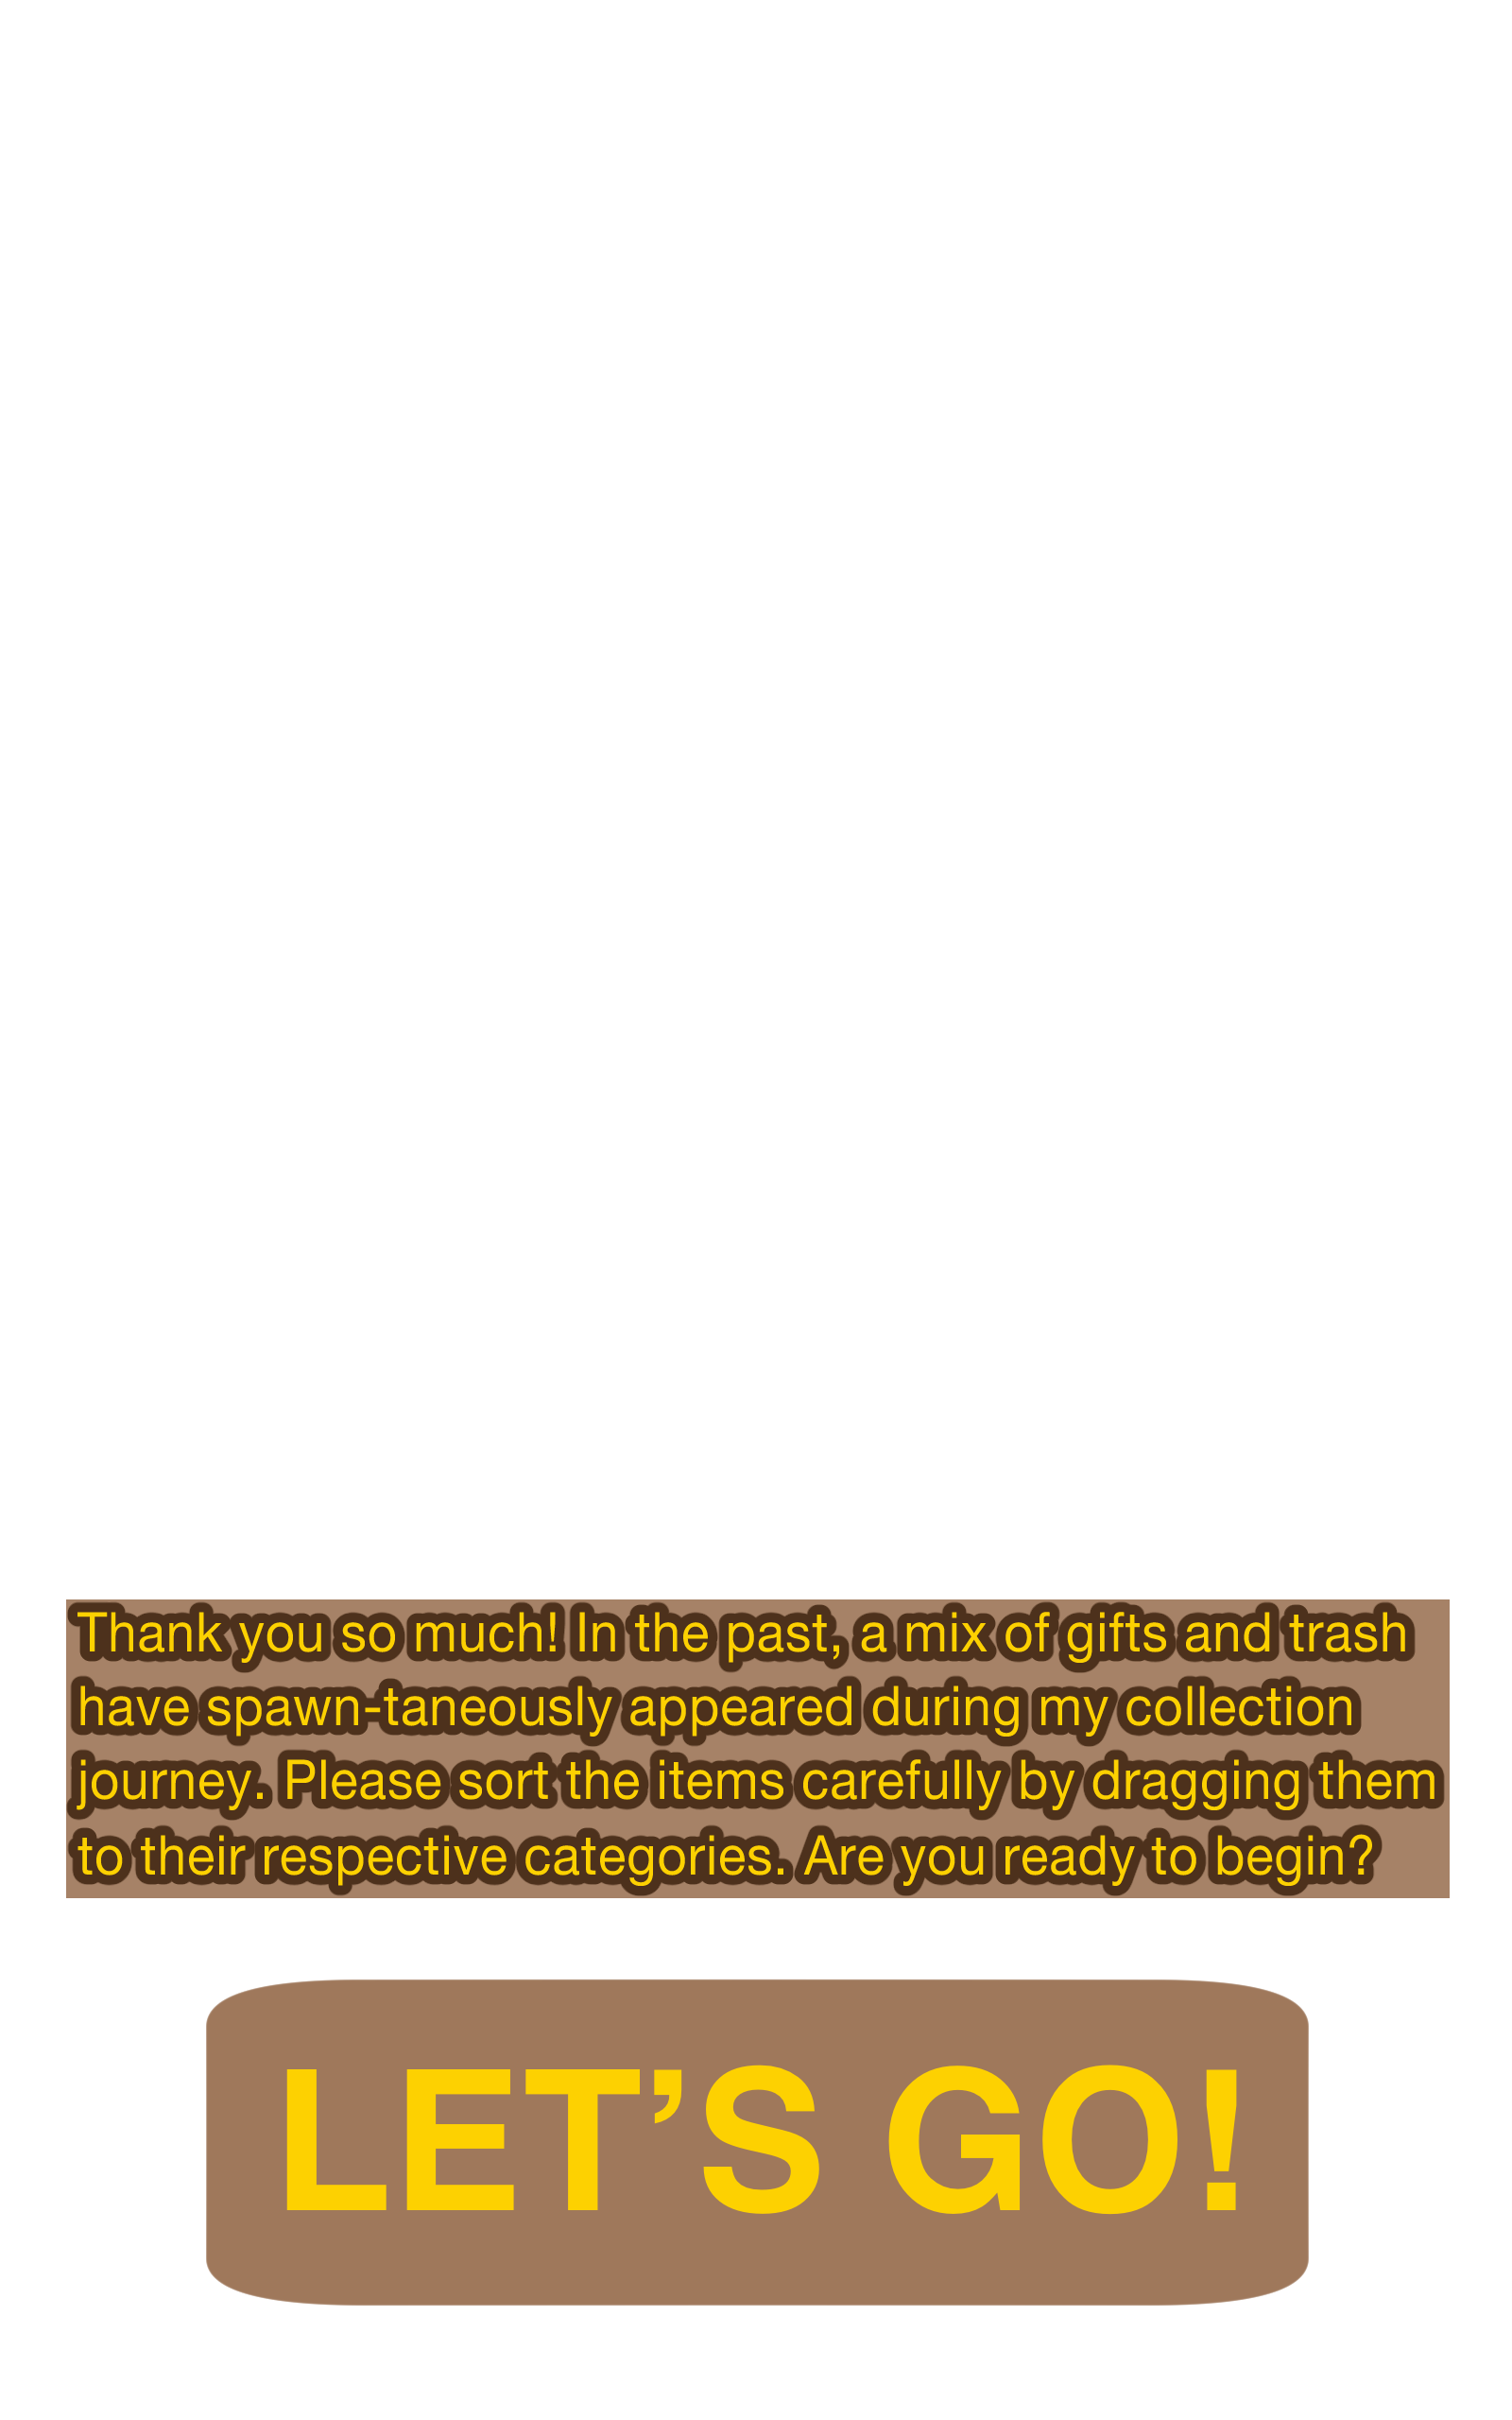 Thank you so much! In the past, a mix of gifts and trash
have spawn-taneously appeared during my collection
journey. Please sort the items carefully by dragging them
to their respective categories. Are you ready to begin?
LET’S GO!